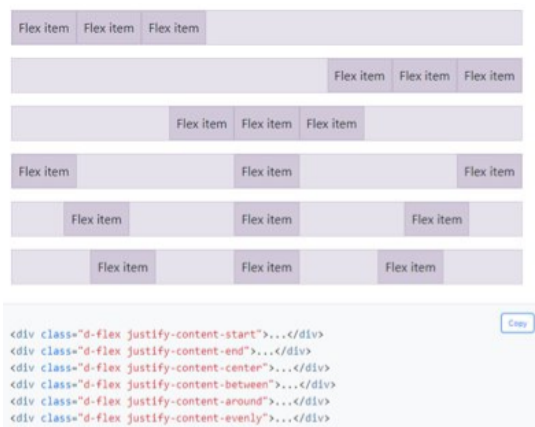 Flex item Flex item Flex item
Flex item Flex item Flex item
Flex item Flex item Flex item
Flex item Flex item Flex item
Flex item Flex item Flex item
Flex item Flex item Flex item
Copy
<div class="d-flex justify-content-start">...</div>
<div class="d-flex justify-content-end">...</div>
<div class="d-flex justify-content-center">...</div>
<div class="d-flex justify-content-between">...</div>
<div class="d-flex justify-content-around">...</div>
<div class="d-flex justify-content-evenly">...</div>